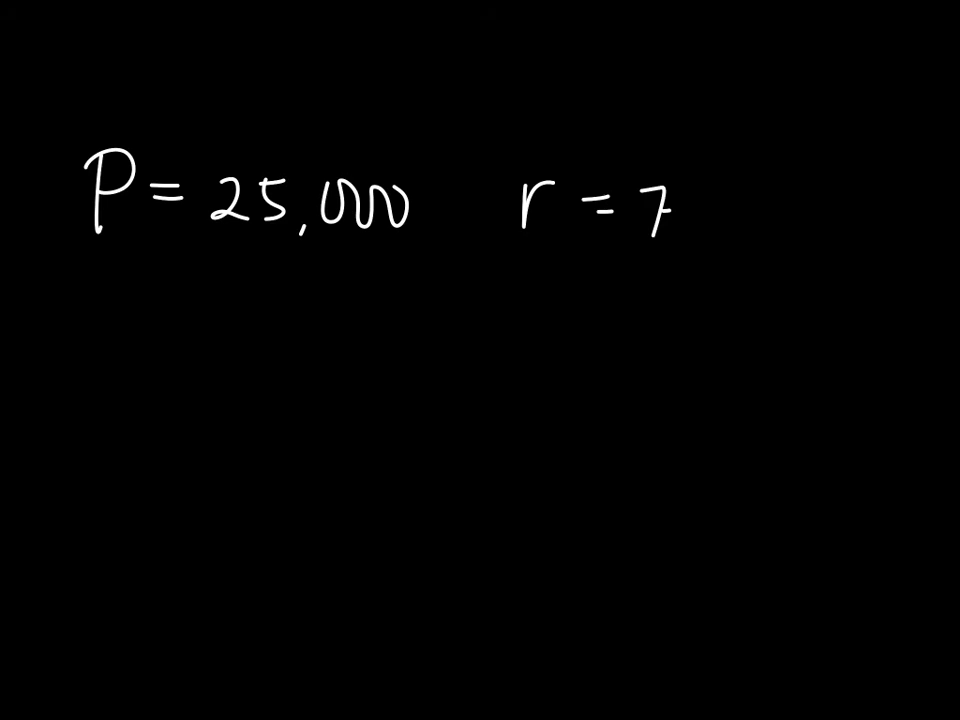 P = 25,000 r = 7